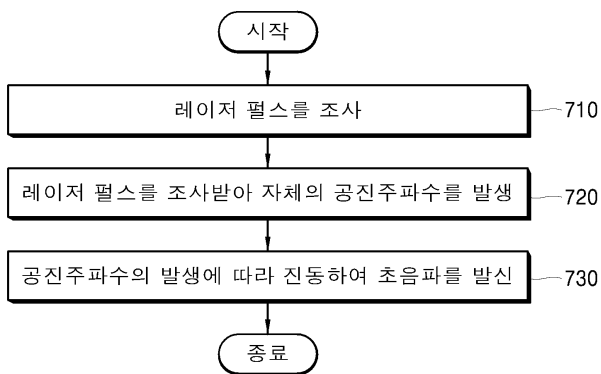 시작
레이저 펄스를 조사
710
레이저 펄스를 조사받아 자체의 공진주파수를 발생
720
공진주파수의 발생에 따라 진동하여 초음파를 발신
730
종료